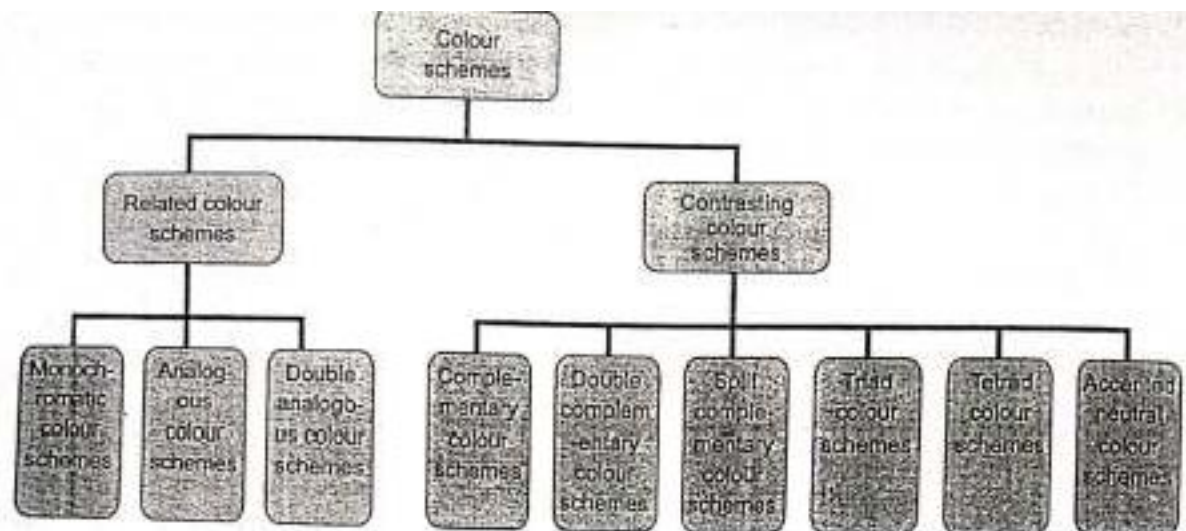 Colour
schemes
Related colour
schemes
Contrasting
colour
schemes
Monoch-
romatic
colour
schemes
Analog-
ous
colour
schemes
Double
analogo-
us colour
schemes
Comple-
mentary
colour
schemes
Double
complem
-entary
colour
schemes
Split
comple-
mentary
colour
schemes
Triad
colour
schemes
Tetrad
colour
schemes
Accented
neutral
colour
schemes